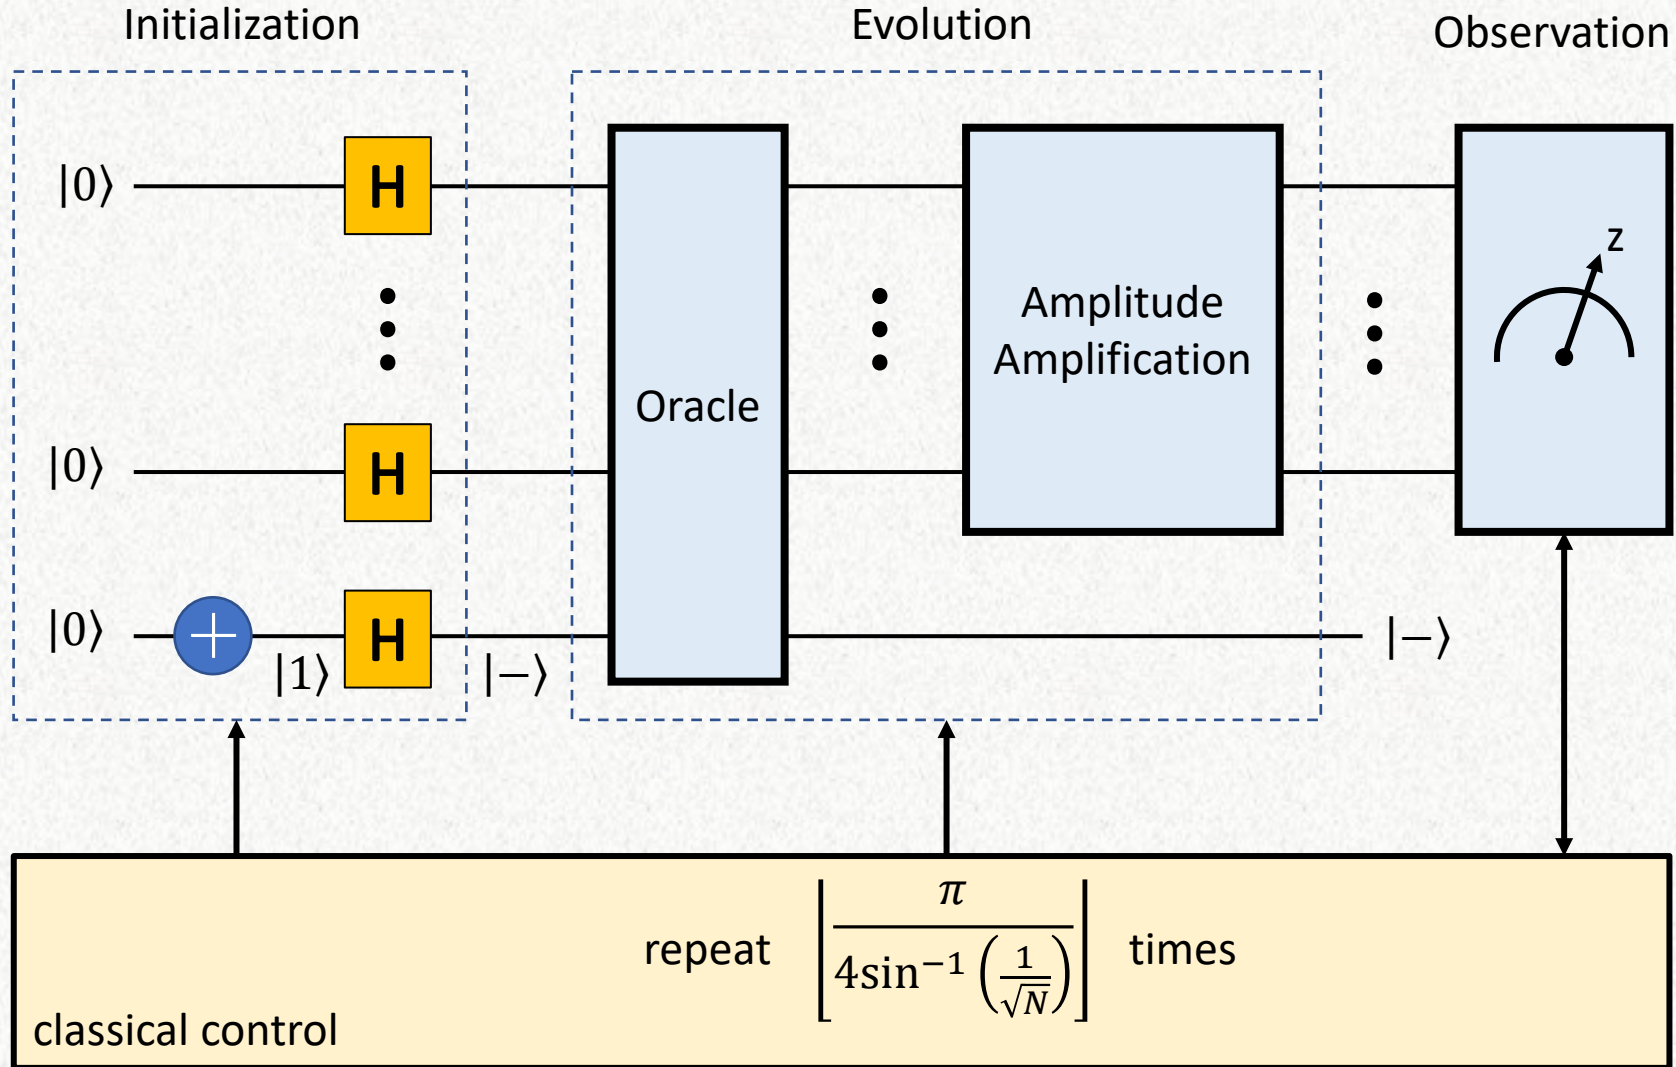 Initialization
Evolution
Observation
|0⟩
H
z
Amplitude
Amplification
Oracle
|0⟩
H
|0⟩
+
|1⟩
H
|−⟩
|−⟩
repeat ⌊π / 4sin⁻¹(1/√N)⌋ times
classical control